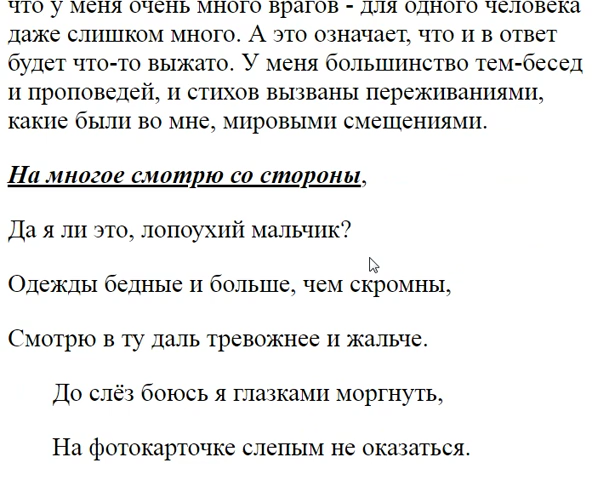 что у меня очень много врагов - для одного человека
даже слишком много. А это означает, что и в ответ
будет что-то выжато. У меня большинство тем-бесед
и проповедей, и стихов вызваны переживаниями,
какие были во мне, мировыми смещениями.
На многое смотрю со стороны,
Да я ли это, лопоухий мальчик?
Одежды бедные и больше, чем скромны,
Смотрю в ту даль тревожнее и жальче.
До слёз боюсь я глазками моргнуть,
На фотокарточке слепым не оказаться.